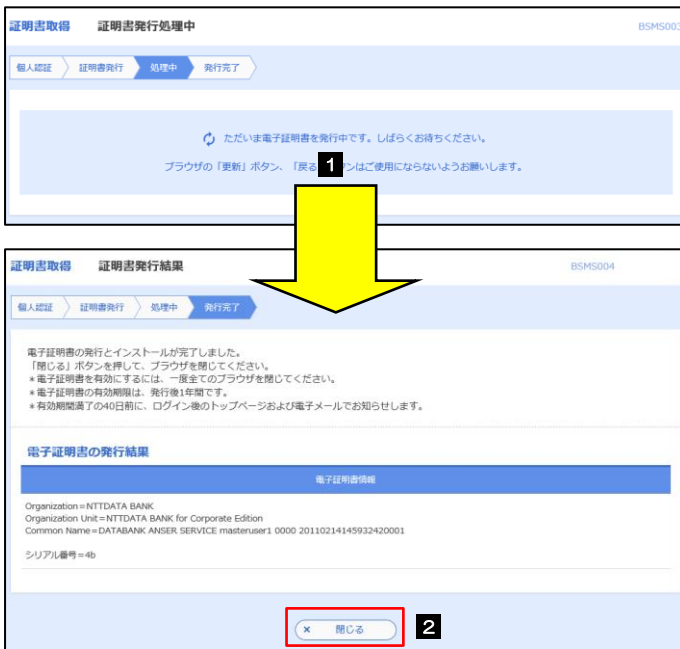 証明書取得 証明書発行処理中 BSMS003
個人認証 証明書発行 処理中 発行完了
ただいま電子証明書を発行中です。しばらくお待ちください。
ブラウザの「更新」ボタン、「戻る ンはご使用にならないようお願いします。
1
証明書取得 証明書発行結果 BSMS004
個人認証 証明書発行 処理中 発行完了
電子証明書の発行とインストールが完了しました。
「閉じる」ボタンを押して、ブラウザを閉じてください。
*電子証明書を有効にするには、一度全てのブラウザを閉じてください。
*電子証明書の有効期限は、発行後1年間です。
*有効期間満了の40日前に、ログイン後のトップページおよび電子メールでお知らせします。
電子証明書の発行結果
電子証明書情報
Organization=NTTDATA BANK
Organization Unit=NTTDATA BANK for Corporate Edition
Common Name=DATABANK ANSER SERVICE masteruser1 0000 20110214145932420001
シリアル番号=4b
× 閉じる 2